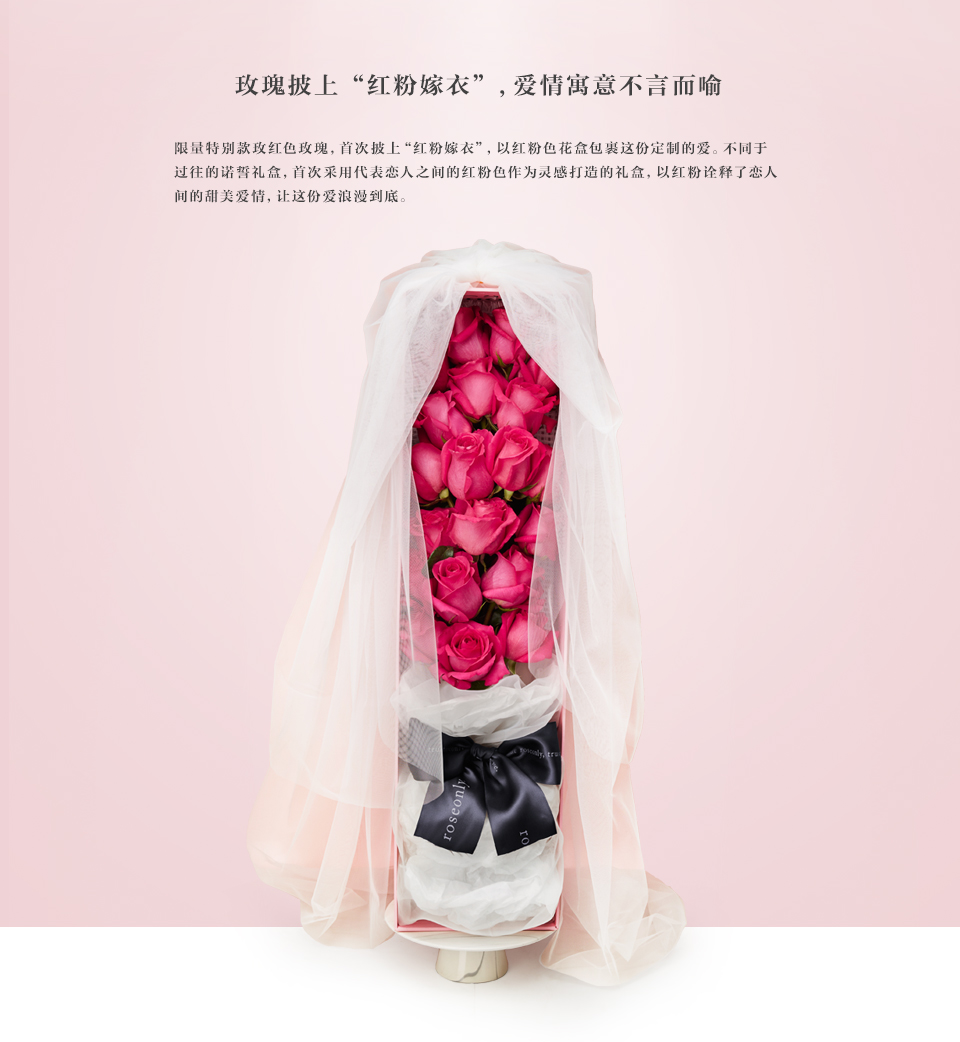 玫瑰披上“红粉嫁衣”,爱情寓意不言而喻
限量特别款玫红色玫瑰,首次披上“红粉嫁衣”,以红粉色花盒包裹这份定制的爱。不同于
过往的诺誓礼盒,首次采用代表恋人之间的红粉色作为灵感打造的礼盒,以红粉诠释了恋人
间的甜美爱情,让这份爱浪漫到底。
roseonly, tru
roseonly
ro